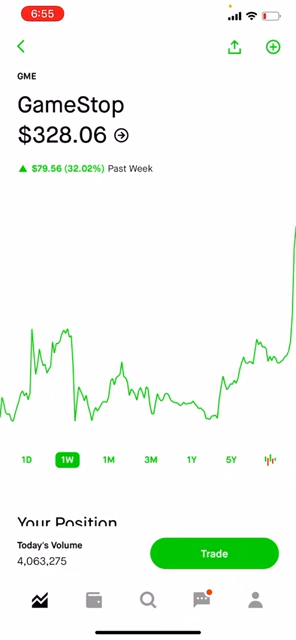 6:55
GME
GameStop
$328.06
▲ $79.56 (32.02%) Past Week
1D 1W 1M 3M 1Y 5Y
Your Position
Today's Volume
4,063,275
Trade